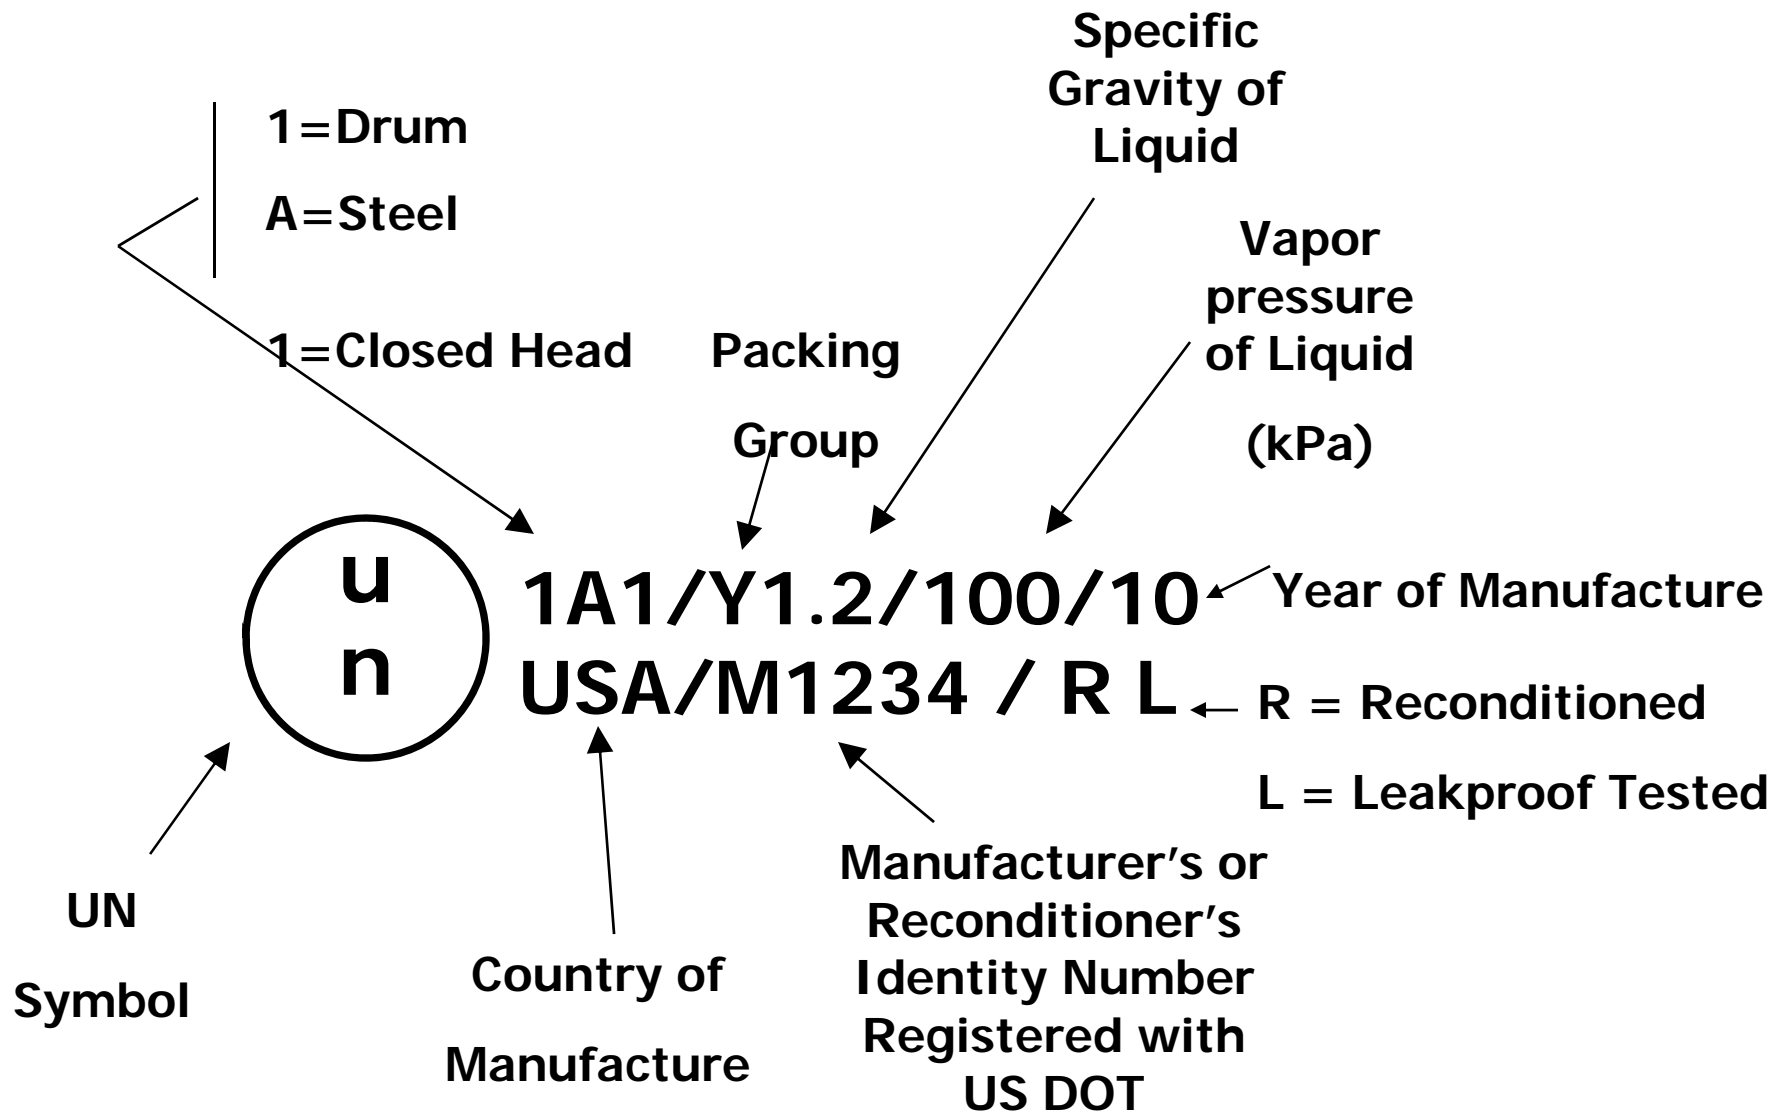 Specific
Gravity of
Liquid
1=Drum
A=Steel
1=Closed Head
Packing
Group
Vapor
pressure
of Liquid
(kPa)
u
n
1A1/Y1.2/100/10
USA/M1234 / R L
Year of Manufacture
R = Reconditioned
L = Leakproof Tested
UN
Symbol
Country of
Manufacture
Manufacturer’s or
Reconditioner’s
Identity Number
Registered with
US DOT